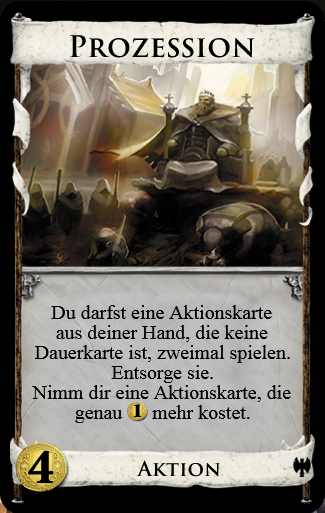 PROZESSION
Du darfst eine Aktionskarte
aus deiner Hand, die keine
Dauerkarte ist, zweimal spielen.
Entsorge sie.
Nimm dir eine Aktionskarte, die
genau 1 mehr kostet.
4 AKTION